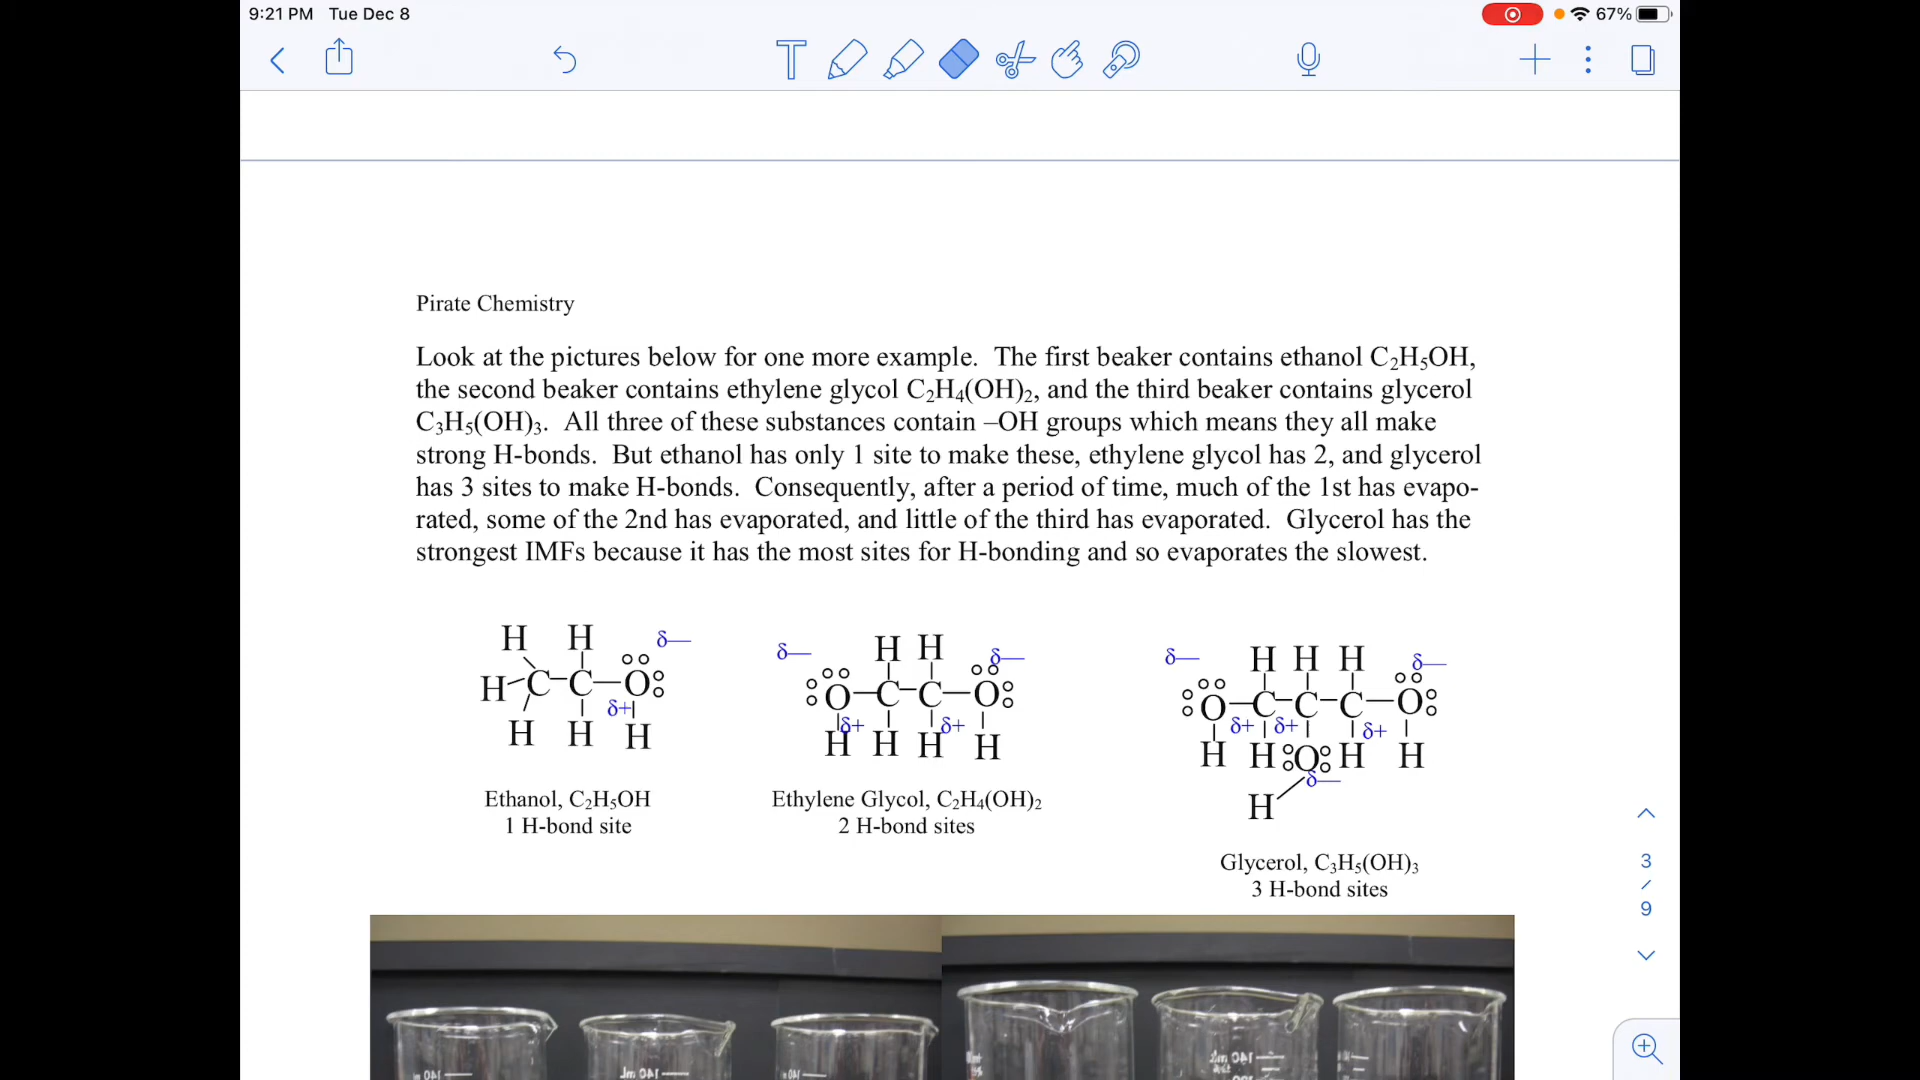 9:21 PM Tue Dec 8
67%
Pirate Chemistry
Look at the pictures below for one more example. The first beaker contains ethanol C₂H₅OH,
the second beaker contains ethylene glycol C₂H₄(OH)₂, and the third beaker contains glycerol
C₃H₅(OH)₃. All three of these substances contain –OH groups which means they all make
strong H-bonds. But ethanol has only 1 site to make these, ethylene glycol has 2, and glycerol
has 3 sites to make H-bonds. Consequently, after a period of time, much of the 1st has evapo-
rated, some of the 2nd has evaporated, and little of the third has evaporated. Glycerol has the
strongest IMFs because it has the most sites for H-bonding and so evaporates the slowest.
H H δ—
H C C O
δ+
H H H
δ— H H δ—
O C C O
δ+ δ+
H H H H
δ— H H H δ—
O C C C O
δ+ δ+ δ+
H H O H H
δ—
H
Ethanol, C₂H₅OH
1 H-bond site
Ethylene Glycol, C₂H₄(OH)₂
2 H-bond sites
Glycerol, C₃H₅(OH)₃
3 H-bond sites
3
/
9
140 mL
140 mL